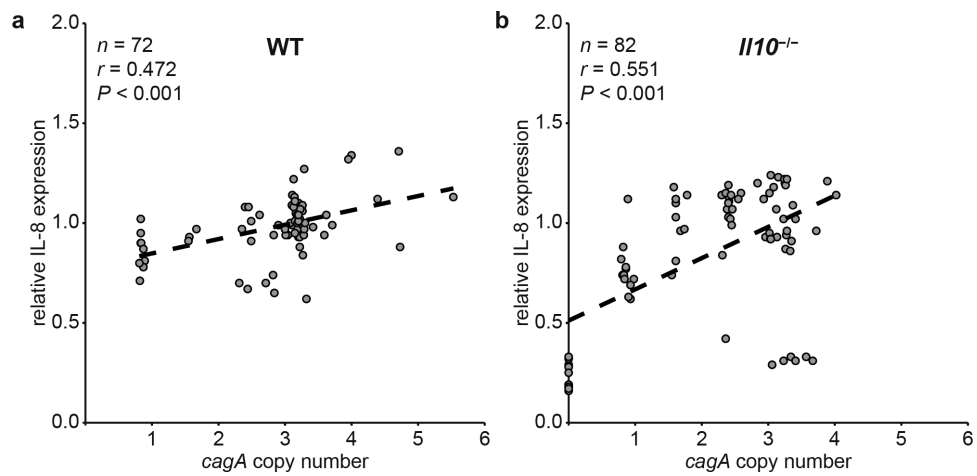 a
WT
n = 72
r = 0.472
P < 0.001
relative IL-8 expression
2.0
1.5
1.0
0.5
0.0
1 2 3 4 5 6
cagA copy number
b
Il10–/–
n = 82
r = 0.551
P < 0.001
relative IL-8 expression
2.0
1.5
1.0
0.5
0.0
1 2 3 4 5 6
cagA copy number